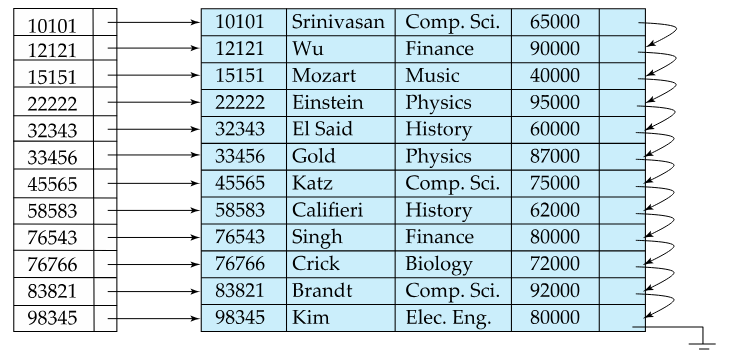 10101 10101 Srinivasan Comp. Sci. 65000
12121 12121 Wu Finance 90000
15151 15151 Mozart Music 40000
22222 22222 Einstein Physics 95000
32343 32343 El Said History 60000
33456 33456 Gold Physics 87000
45565 45565 Katz Comp. Sci. 75000
58583 58583 Califieri History 62000
76543 76543 Singh Finance 80000
76766 76766 Crick Biology 72000
83821 83821 Brandt Comp. Sci. 92000
98345 98345 Kim Elec. Eng. 80000